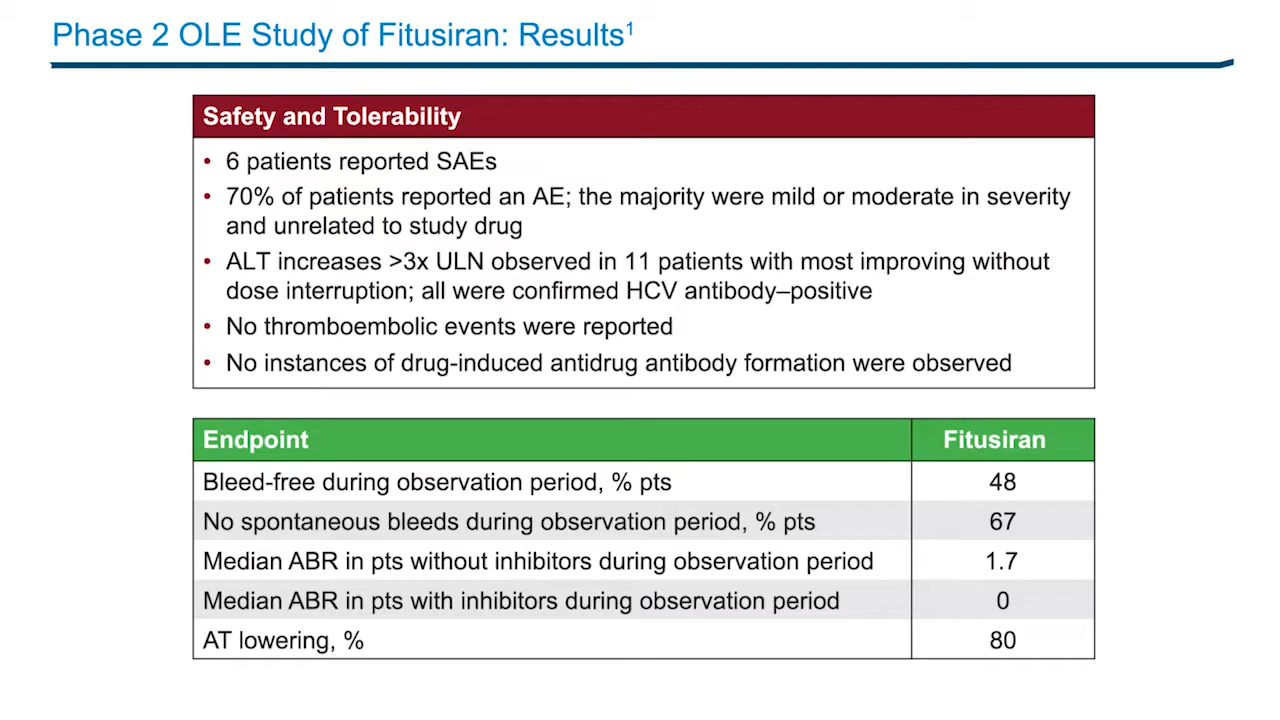 Phase 2 OLE Study of Fitusiran: Results¹
Safety and Tolerability
• 6 patients reported SAEs
• 70% of patients reported an AE; the majority were mild or moderate in severity
and unrelated to study drug
• ALT increases >3x ULN observed in 11 patients with most improving without
dose interruption; all were confirmed HCV antibody–positive
• No thromboembolic events were reported
• No instances of drug-induced antidrug antibody formation were observed
Endpoint Fitusiran
Bleed-free during observation period, % pts 48
No spontaneous bleeds during observation period, % pts 67
Median ABR in pts without inhibitors during observation period 1.7
Median ABR in pts with inhibitors during observation period 0
AT lowering, % 80